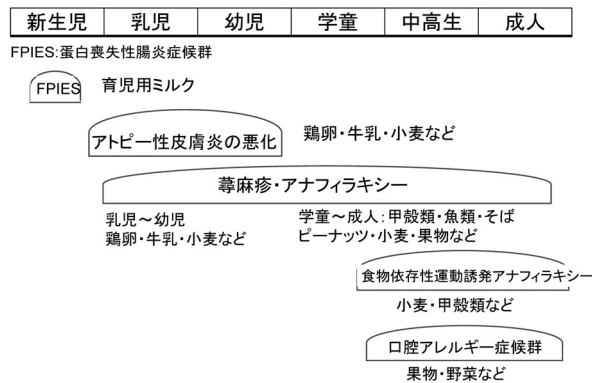 新生児 乳児 幼児 学童 中高生 成人
FPIES:蛋白喪失性腸炎症候群
FPIES 育児用ミルク
アトピー性皮膚炎の悪化 鶏卵・牛乳・小麦など
蕁麻疹・アナフィラキシー
乳児～幼児 学童～成人:甲殻類・魚類・そば
鶏卵・牛乳・小麦など ピーナッツ・小麦・果物など
食物依存性運動誘発アナフィラキシー
小麦・甲殻類など
口腔アレルギー症候群
果物・野菜など